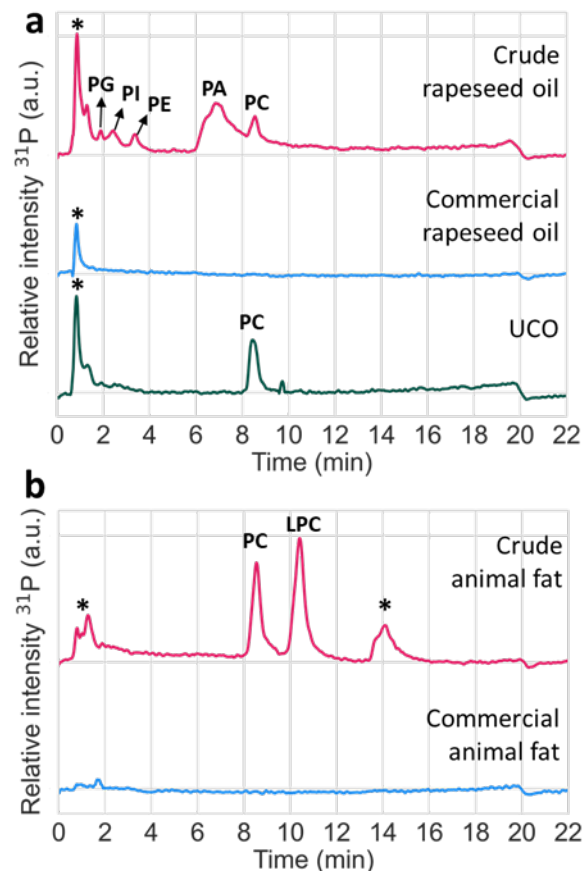 a
Relative intensity ³¹P (a.u.)
*
PG
PI
PE
PA
PC
Crude
rapeseed oil
*
Commercial
rapeseed oil
*
PC
UCO
0 2 4 6 8 10 12 14 16 18 20 22
Time (min)
b
Relative intensity ³¹P (a.u.)
*
PC
LPC
*
Crude
animal fat
Commercial
animal fat
0 2 4 6 8 10 12 14 16 18 20 22
Time (min)